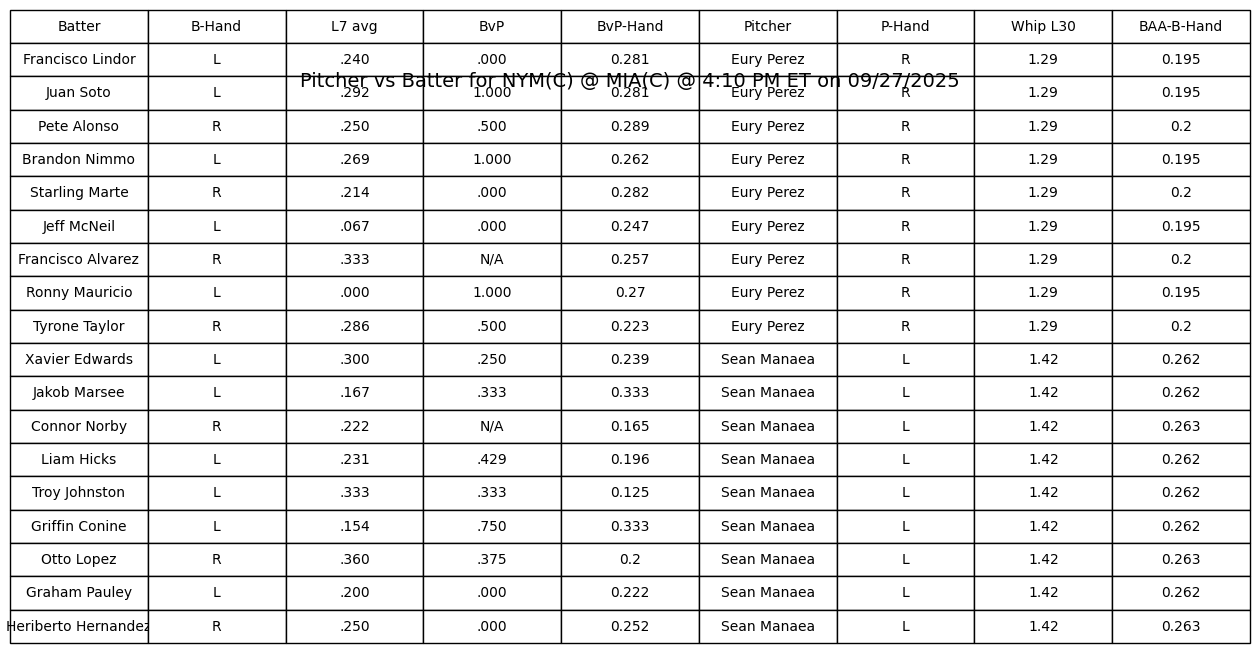 Batter B-Hand L7 avg BvP BvP-Hand Pitcher P-Hand Whip L30 BAA-B-Hand
Francisco Lindor L .240 .000 0.281 Eury Perez R 1.29 0.195
Pitcher vs Batter for NYM(C) @ MIA(C) @ 4:10 PM ET on 09/27/2025
Juan Soto L .292 1.000 0.281 Eury Perez R 1.29 0.195
Pete Alonso R .250 .500 0.289 Eury Perez R 1.29 0.2
Brandon Nimmo L .269 1.000 0.262 Eury Perez R 1.29 0.195
Starling Marte R .214 .000 0.282 Eury Perez R 1.29 0.2
Jeff McNeil L .067 .000 0.247 Eury Perez R 1.29 0.195
Francisco Alvarez R .333 N/A 0.257 Eury Perez R 1.29 0.2
Ronny Mauricio L .000 1.000 0.27 Eury Perez R 1.29 0.195
Tyrone Taylor R .286 .500 0.223 Eury Perez R 1.29 0.2
Xavier Edwards L .300 .250 0.239 Sean Manaea L 1.42 0.262
Jakob Marsee L .167 .333 0.333 Sean Manaea L 1.42 0.262
Connor Norby R .222 N/A 0.165 Sean Manaea L 1.42 0.263
Liam Hicks L .231 .429 0.196 Sean Manaea L 1.42 0.262
Troy Johnston L .333 .333 0.125 Sean Manaea L 1.42 0.262
Griffin Conine L .154 .750 0.333 Sean Manaea L 1.42 0.262
Otto Lopez R .360 .375 0.2 Sean Manaea L 1.42 0.263
Graham Pauley L .200 .000 0.222 Sean Manaea L 1.42 0.262
Heriberto Hernandez R .250 .000 0.252 Sean Manaea L 1.42 0.263